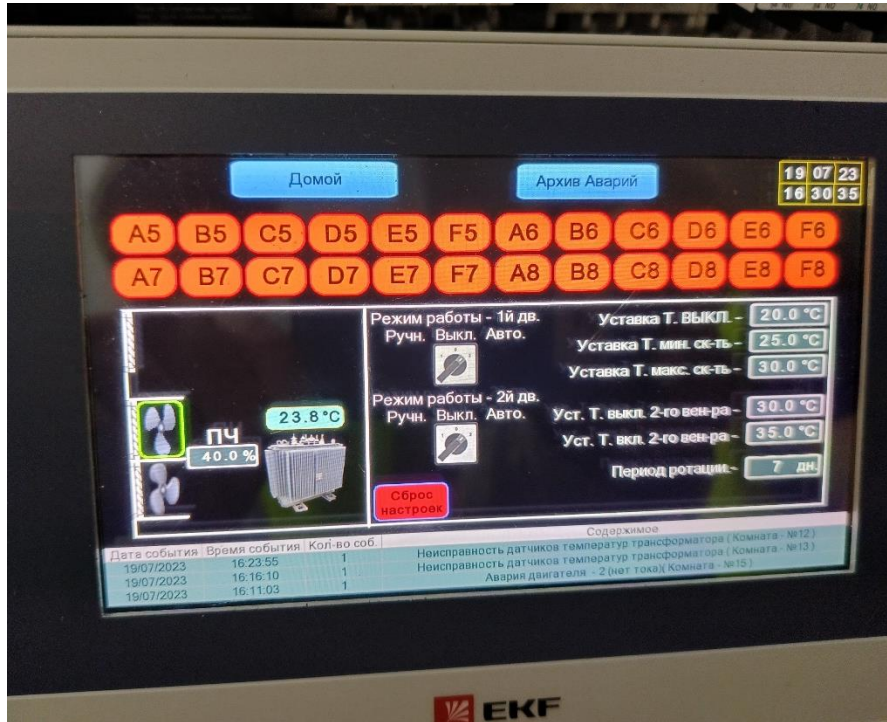 Домой
Архив Аварий
19 07 23
16 30 35
A5 B5 C5 D5 E5 F5 A6 B6 C6 D6 E6 F6
A7 B7 C7 D7 E7 F7 A8 B8 C8 D8 E8 F8
Режим работы - 1й дв.
Ручн. Выкл. Авто.
Режим работы - 2й дв.
Ручн. Выкл. Авто.
Сброс
настроек
Уставка Т. ВЫКЛ. - 20.0 °C
Уставка Т. мин. ск-ть - 25.0 °C
Уставка Т. макс. ск-ть - 30.0 °C
Уст. Т. выкл. 2-го вен-ра - 30.0 °C
Уст. Т. вкл. 2-го вен-ра - 35.0 °C
Период ротации - 7 дн.
23.8 °C
ПЧ
40.0 %
Дата события Время события Кол-во соб. Содержимое
19/07/2023 16:23:55 1 Неисправность датчиков температур трансформатора ( Комната - №12 )
19/07/2023 16:16:10 1 Неисправность датчиков температур трансформатора ( Комната - №13 )
19/07/2023 16:11:03 1 Авария двигателя - 2 (нет тока)( Комната - №15 )
EKF